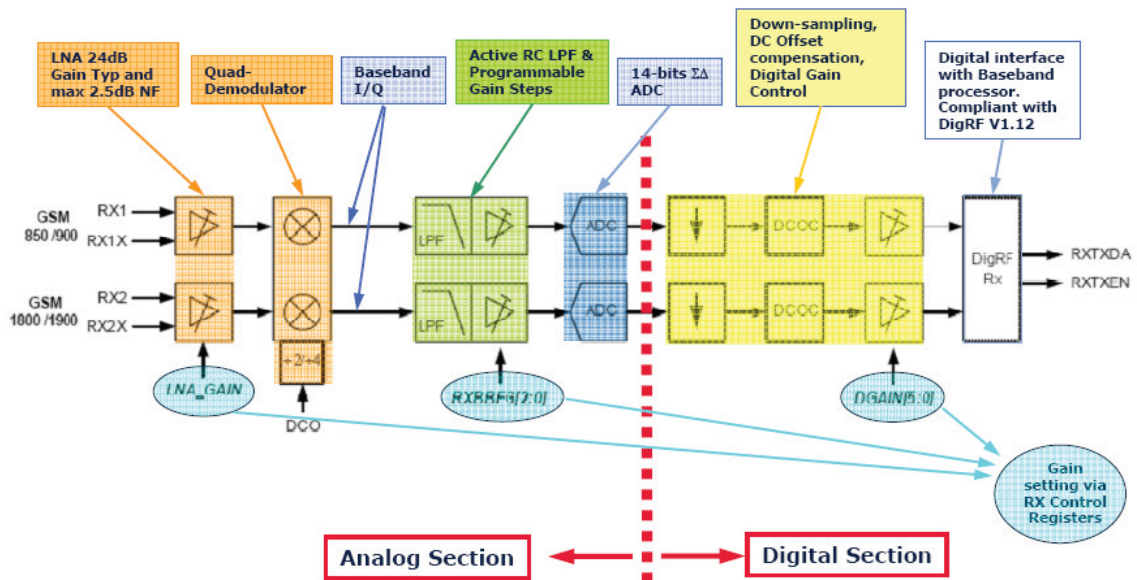 LNA 24dB
Gain Typ and
max 2.5dB NF
Quad-
Demodulator
Baseband
I/Q
Active RC LPF &
Programmable
Gain Steps
14-bits ΣΔ
ADC
Down-sampling,
DC Offset
compensation,
Digital Gain
Control
Digital interface
with Baseband
processor.
Compliant with
DigRF V1.12
GSM
850 /900
RX1
RX1X
GSM
1800 /1900
RX2
RX2X
LPF
LPF
ADC
ADC
DCOC
DCOC
DigRF
Rx
RXTXDA
RXTXEN
÷2/÷4
DCO
LNA_GAIN
RXBBFG[2:0]
DGAIN[5:0]
Gain
setting via
RX Control
Registers
Analog Section
Digital Section